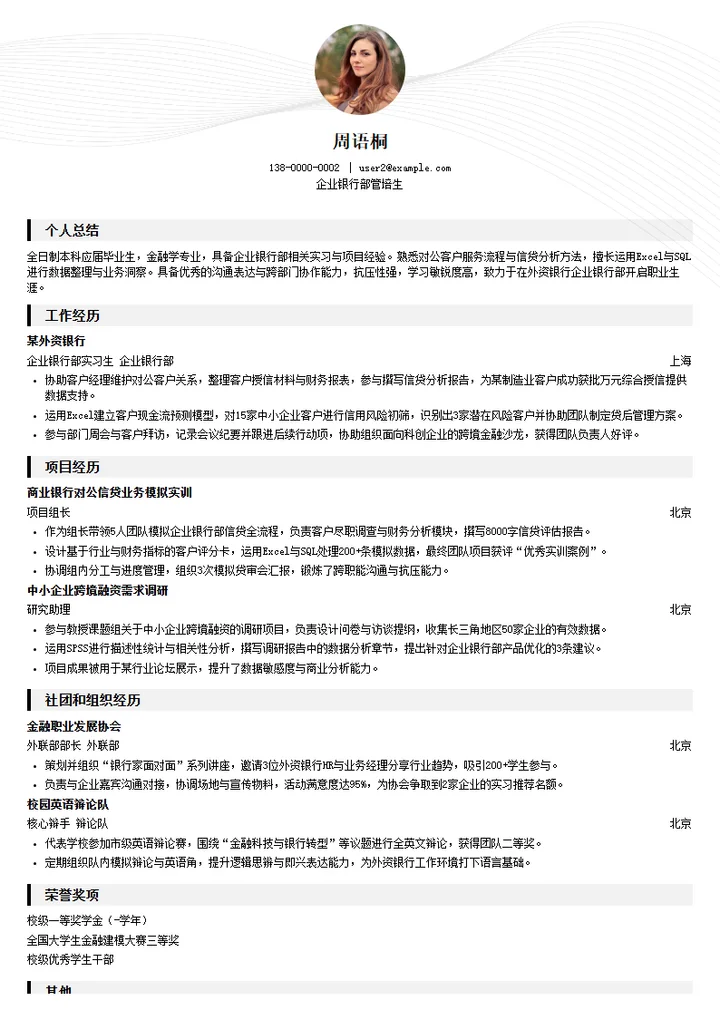 周语桐
138-0000-0002 | user2@example.com
企业银行部管培生
个人总结
全日制本科应届毕业生，金融学专业，具备企业银行部相关实习与项目经验。熟悉对公客户服务流程与信贷分析方法，擅长运用Excel与SQL
进行数据整理与业务洞察。具备优秀的沟通表达与跨部门协作能力，抗压性强，学习敏锐度高，致力于在外资银行企业银行部开启职业生
涯。
工作经历
某外资银行
企业银行部实习生 企业银行部 上海
• 协助客户经理维护对公客户关系，整理客户授信材料与财务报表，参与撰写信贷分析报告，为某制造业客户成功获批万元综合授信提供
数据支持。
• 运用Excel建立客户现金流预测模型，对15家中小企业客户进行信用风险初筛，识别出3家潜在风险客户并协助团队制定贷后管理方案。
• 参与部门周会与客户拜访，记录会议纪要并跟进后续行动项，协助组织面向科创企业的跨境金融沙龙，获得团队负责人好评。
项目经历
商业银行对公信贷业务模拟实训
项目组长 北京
• 作为组长带领5人团队模拟企业银行部信贷全流程，负责客户尽职调查与财务分析模块，撰写8000字信贷评估报告。
• 设计基于行业与财务指标的客户评分卡，运用Excel与SQL处理200+条模拟数据，最终团队项目获评“优秀实训案例”。
• 协调组内分工与进度管理，组织3次模拟贷审会汇报，锻炼了跨职能沟通与抗压能力。
中小企业跨境融资需求调研
研究助理 北京
• 参与教授课题组关于中小企业跨境融资的调研项目，负责设计问卷与访谈提纲，收集长三角地区50家企业的有效数据。
• 运用SPSS进行描述性统计与相关性分析，撰写调研报告中的数据分析章节，提出针对企业银行部产品优化的3条建议。
• 项目成果被用于某行业论坛展示，提升了数据敏感度与商业分析能力。
社团和组织经历
金融职业发展协会
外联部部长 外联部 北京
• 策划并组织“银行家面对面”系列讲座，邀请3位外资银行HR与业务经理分享行业趋势，吸引200+学生参与。
• 负责与企业嘉宾沟通对接，协调场地与宣传物料，活动满意度达95%，为协会争取到2家企业的实习推荐名额。
校园英语辩论队
核心辩手 辩论队 北京
• 代表学校参加市级英语辩论赛，围绕“金融科技与银行转型”等议题进行全英文辩论，获得团队二等奖。
• 定期组织队内模拟辩论与英语角，提升逻辑思辨与即兴表达能力，为外资银行工作环境打下语言基础。
荣誉奖项
校级一等奖学金（-学年）
全国大学生金融建模大赛三等奖
校级优秀学生干部
其他